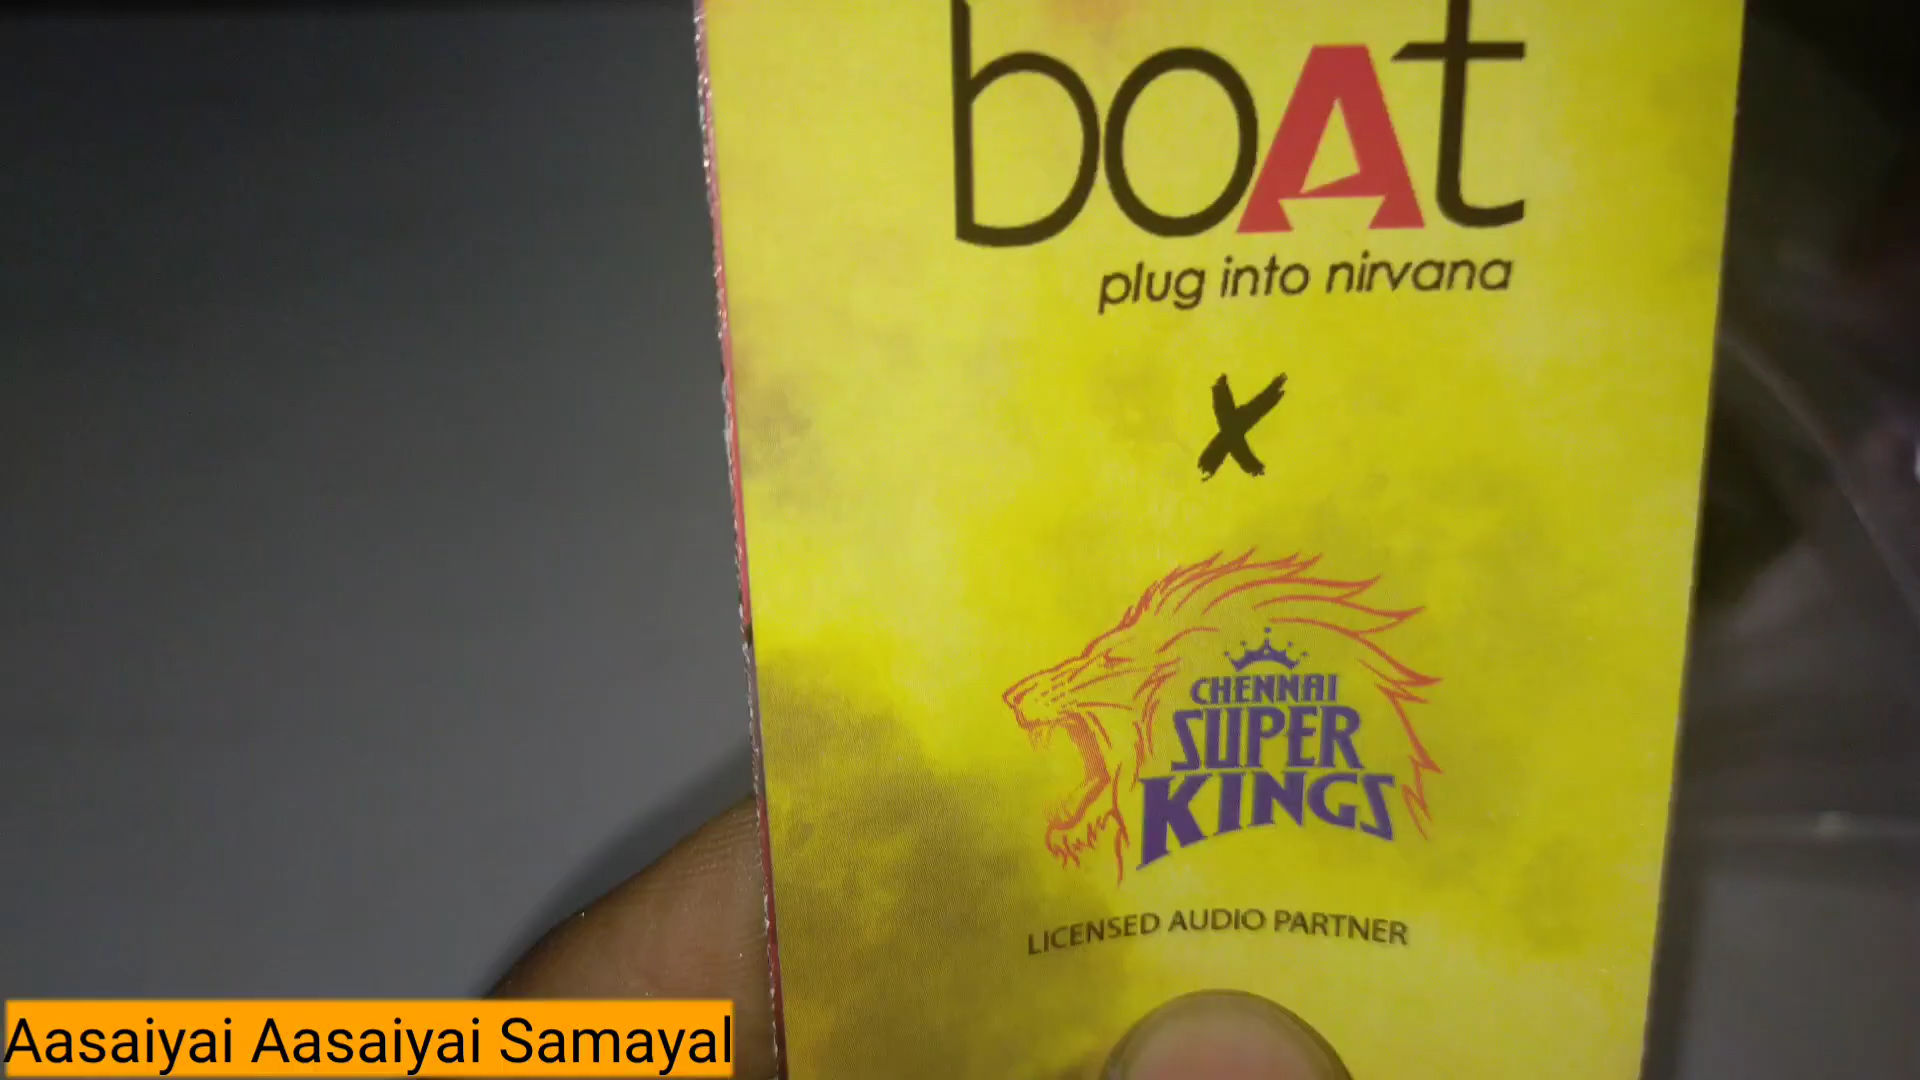 boAt
plug into nirvana
X
CHENNAI
SUPER
KINGS
LICENSED AUDIO PARTNER
Aasaiyai Aasaiyai Samayal